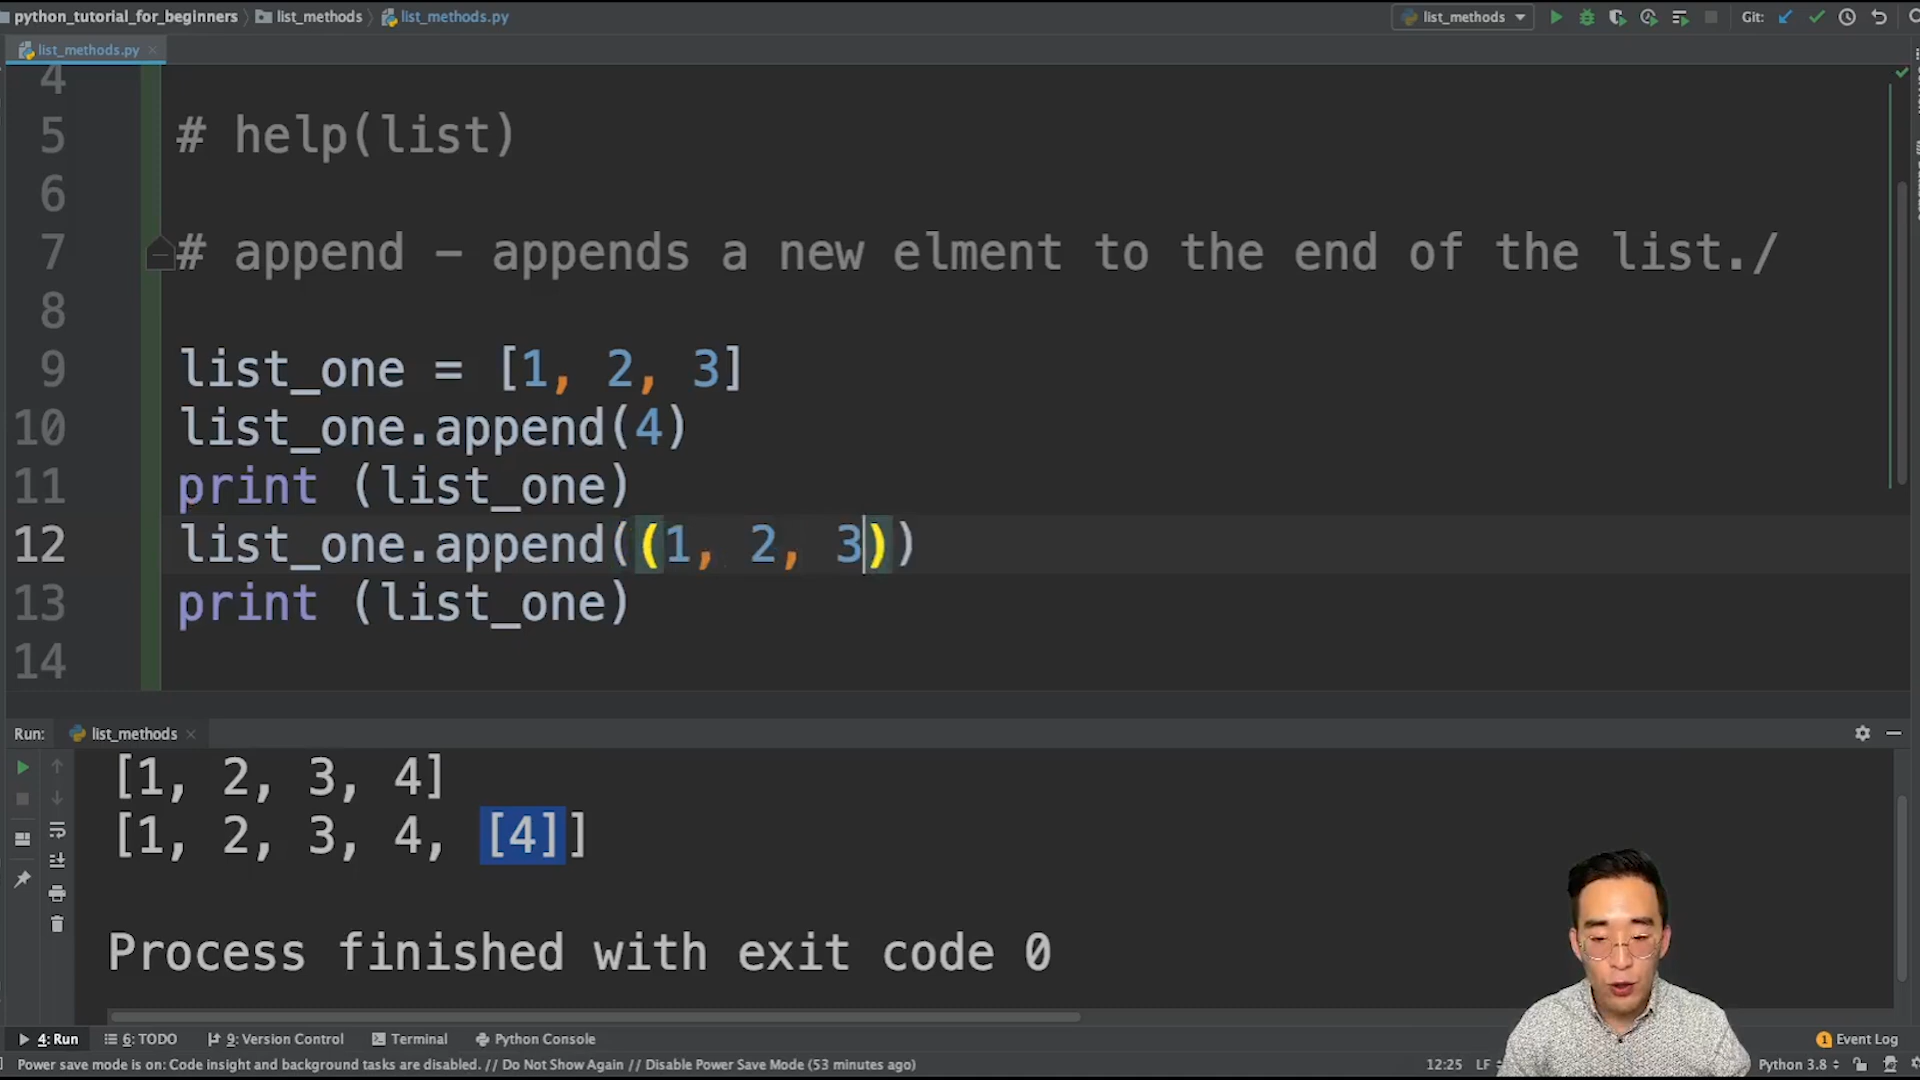 python_tutorial_for_beginners list_methods list_methods.py list_methods Git:
list_methods.py
4
5 # help(list)
6
7 # append - appends a new elment to the end of the list./
8
9 list_one = [1, 2, 3]
10 list_one.append(4)
11 print (list_one)
12 list_one.append((1, 2, 3))
13 print (list_one)
14
Run: list_methods
[1, 2, 3, 4]
[1, 2, 3, 4, [4]]
Process finished with exit code 0
4: Run 6: TODO 9: Version Control Terminal Python Console 1 Event Log
Power save mode is on: Code insight and background tasks are disabled. // Do Not Show Again // Disable Power Save Mode (53 minutes ago) 12:25 LF Python 3.8